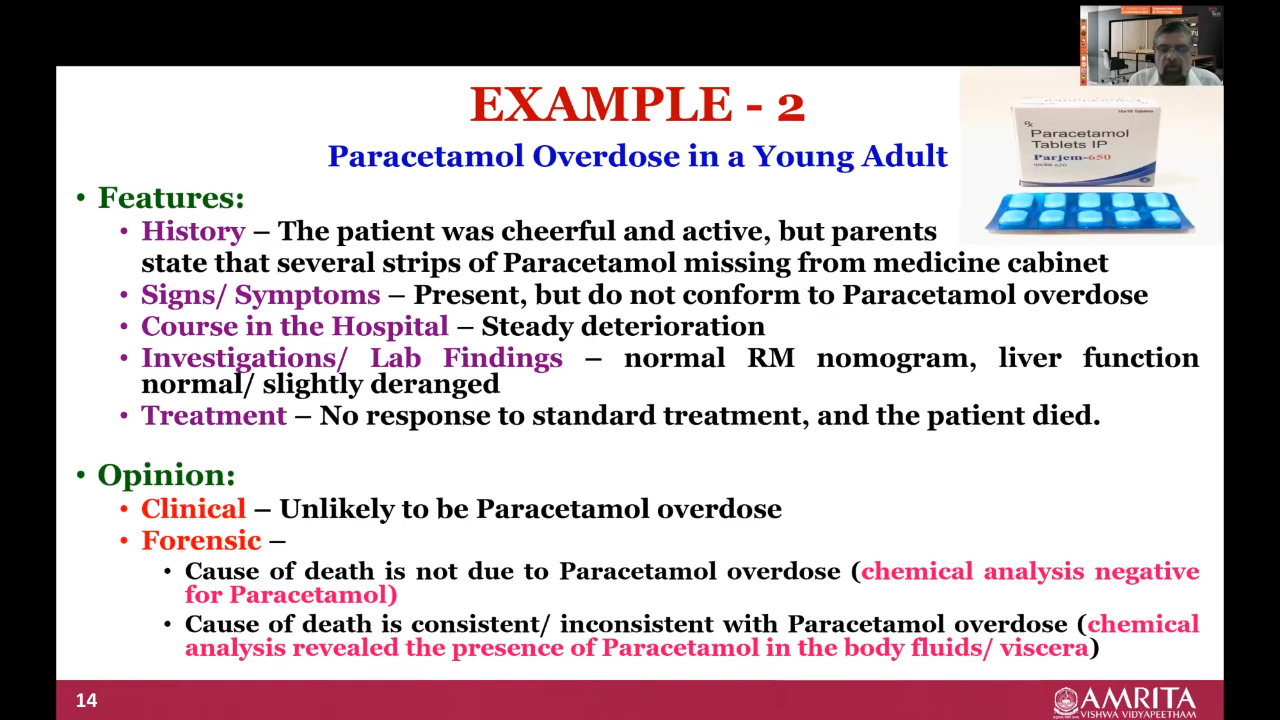 EXAMPLE - 2
Paracetamol Overdose in a Young Adult
Paracetamol
Tablets IP
Parjem-650
• Features:
• History – The patient was cheerful and active, but parents
state that several strips of Paracetamol missing from medicine cabinet
• Signs/ Symptoms – Present, but do not conform to Paracetamol overdose
• Course in the Hospital – Steady deterioration
• Investigations/ Lab Findings – normal RM nomogram, liver function
normal/ slightly deranged
• Treatment – No response to standard treatment, and the patient died.
• Opinion:
• Clinical – Unlikely to be Paracetamol overdose
• Forensic –
• Cause of death is not due to Paracetamol overdose (chemical analysis negative
for Paracetamol)
• Cause of death is consistent/ inconsistent with Paracetamol overdose (chemical
analysis revealed the presence of Paracetamol in the body fluids/ viscera)
14
AMRITA
VISHWA VIDYAPEETHAM